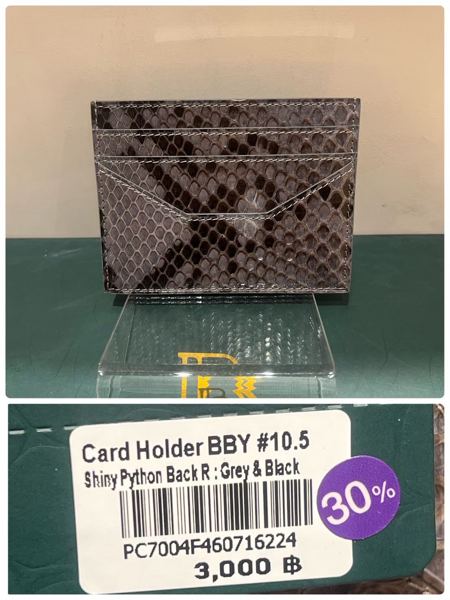 Card Holder BBY #10.5
Shiny Python Back R : Grey & Black
30%
PC7004F460716224
3,000 ฿